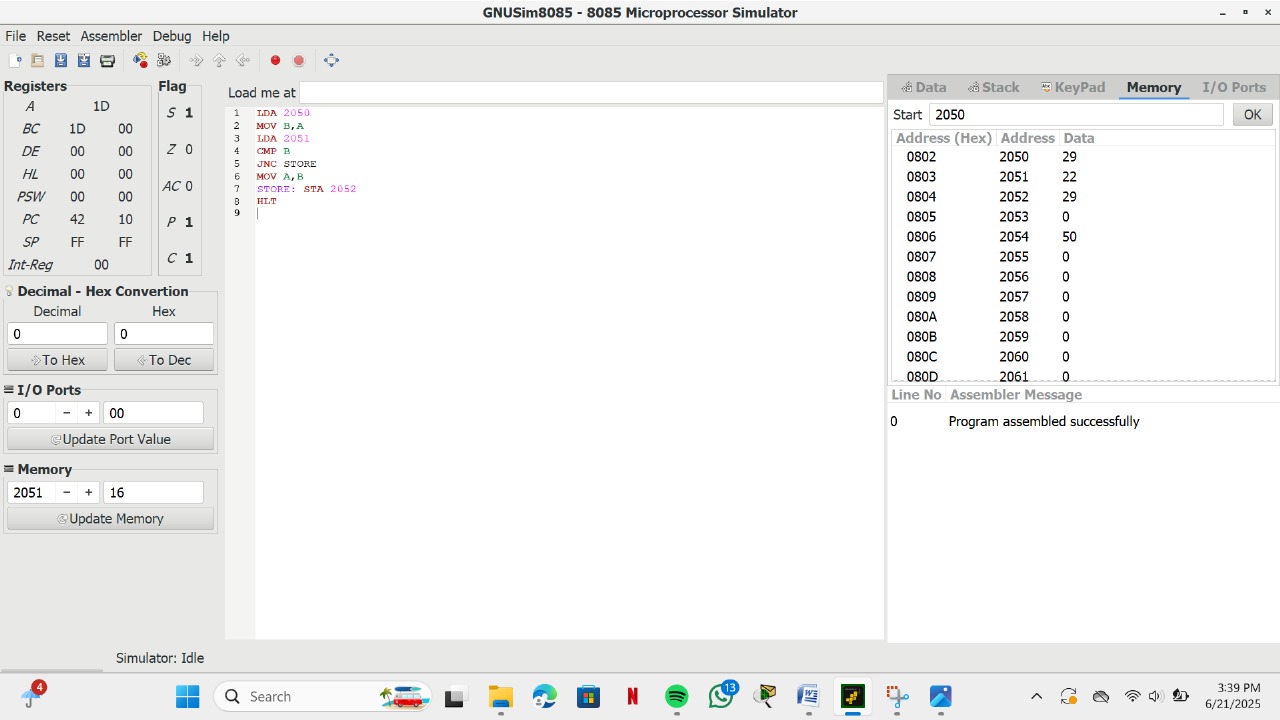 GNUSim8085 - 8085 Microprocessor Simulator
File Reset Assembler Debug Help
Registers
A 1D
BC 1D 00
DE 00 00
HL 00 00
PSW 00 00
PC 42 10
SP FF FF
Int-Reg 00
Flag
S 1
Z 0
AC 0
P 1
C 1
Decimal - Hex Convertion
Decimal Hex
0 0
To Hex To Dec
I/O Ports
0 − + 00
Update Port Value
Memory
2051 − + 16
Update Memory
Load me at
1 LDA 2050
2 MOV B,A
3 LDA 2051
4 CMP B
5 JNC STORE
6 MOV A,B
7 STORE: STA 2052
8 HLT
9
Data Stack KeyPad Memory I/O Ports
Start 2050 OK
Address (Hex) Address Data
0802 2050 29
0803 2051 22
0804 2052 29
0805 2053 0
0806 2054 50
0807 2055 0
0808 2056 0
0809 2057 0
080A 2058 0
080B 2059 0
080C 2060 0
080D 2061 0
Line No Assembler Message
0 Program assembled successfully
Simulator: Idle
4
Search
13
3:39 PM
6/21/2025